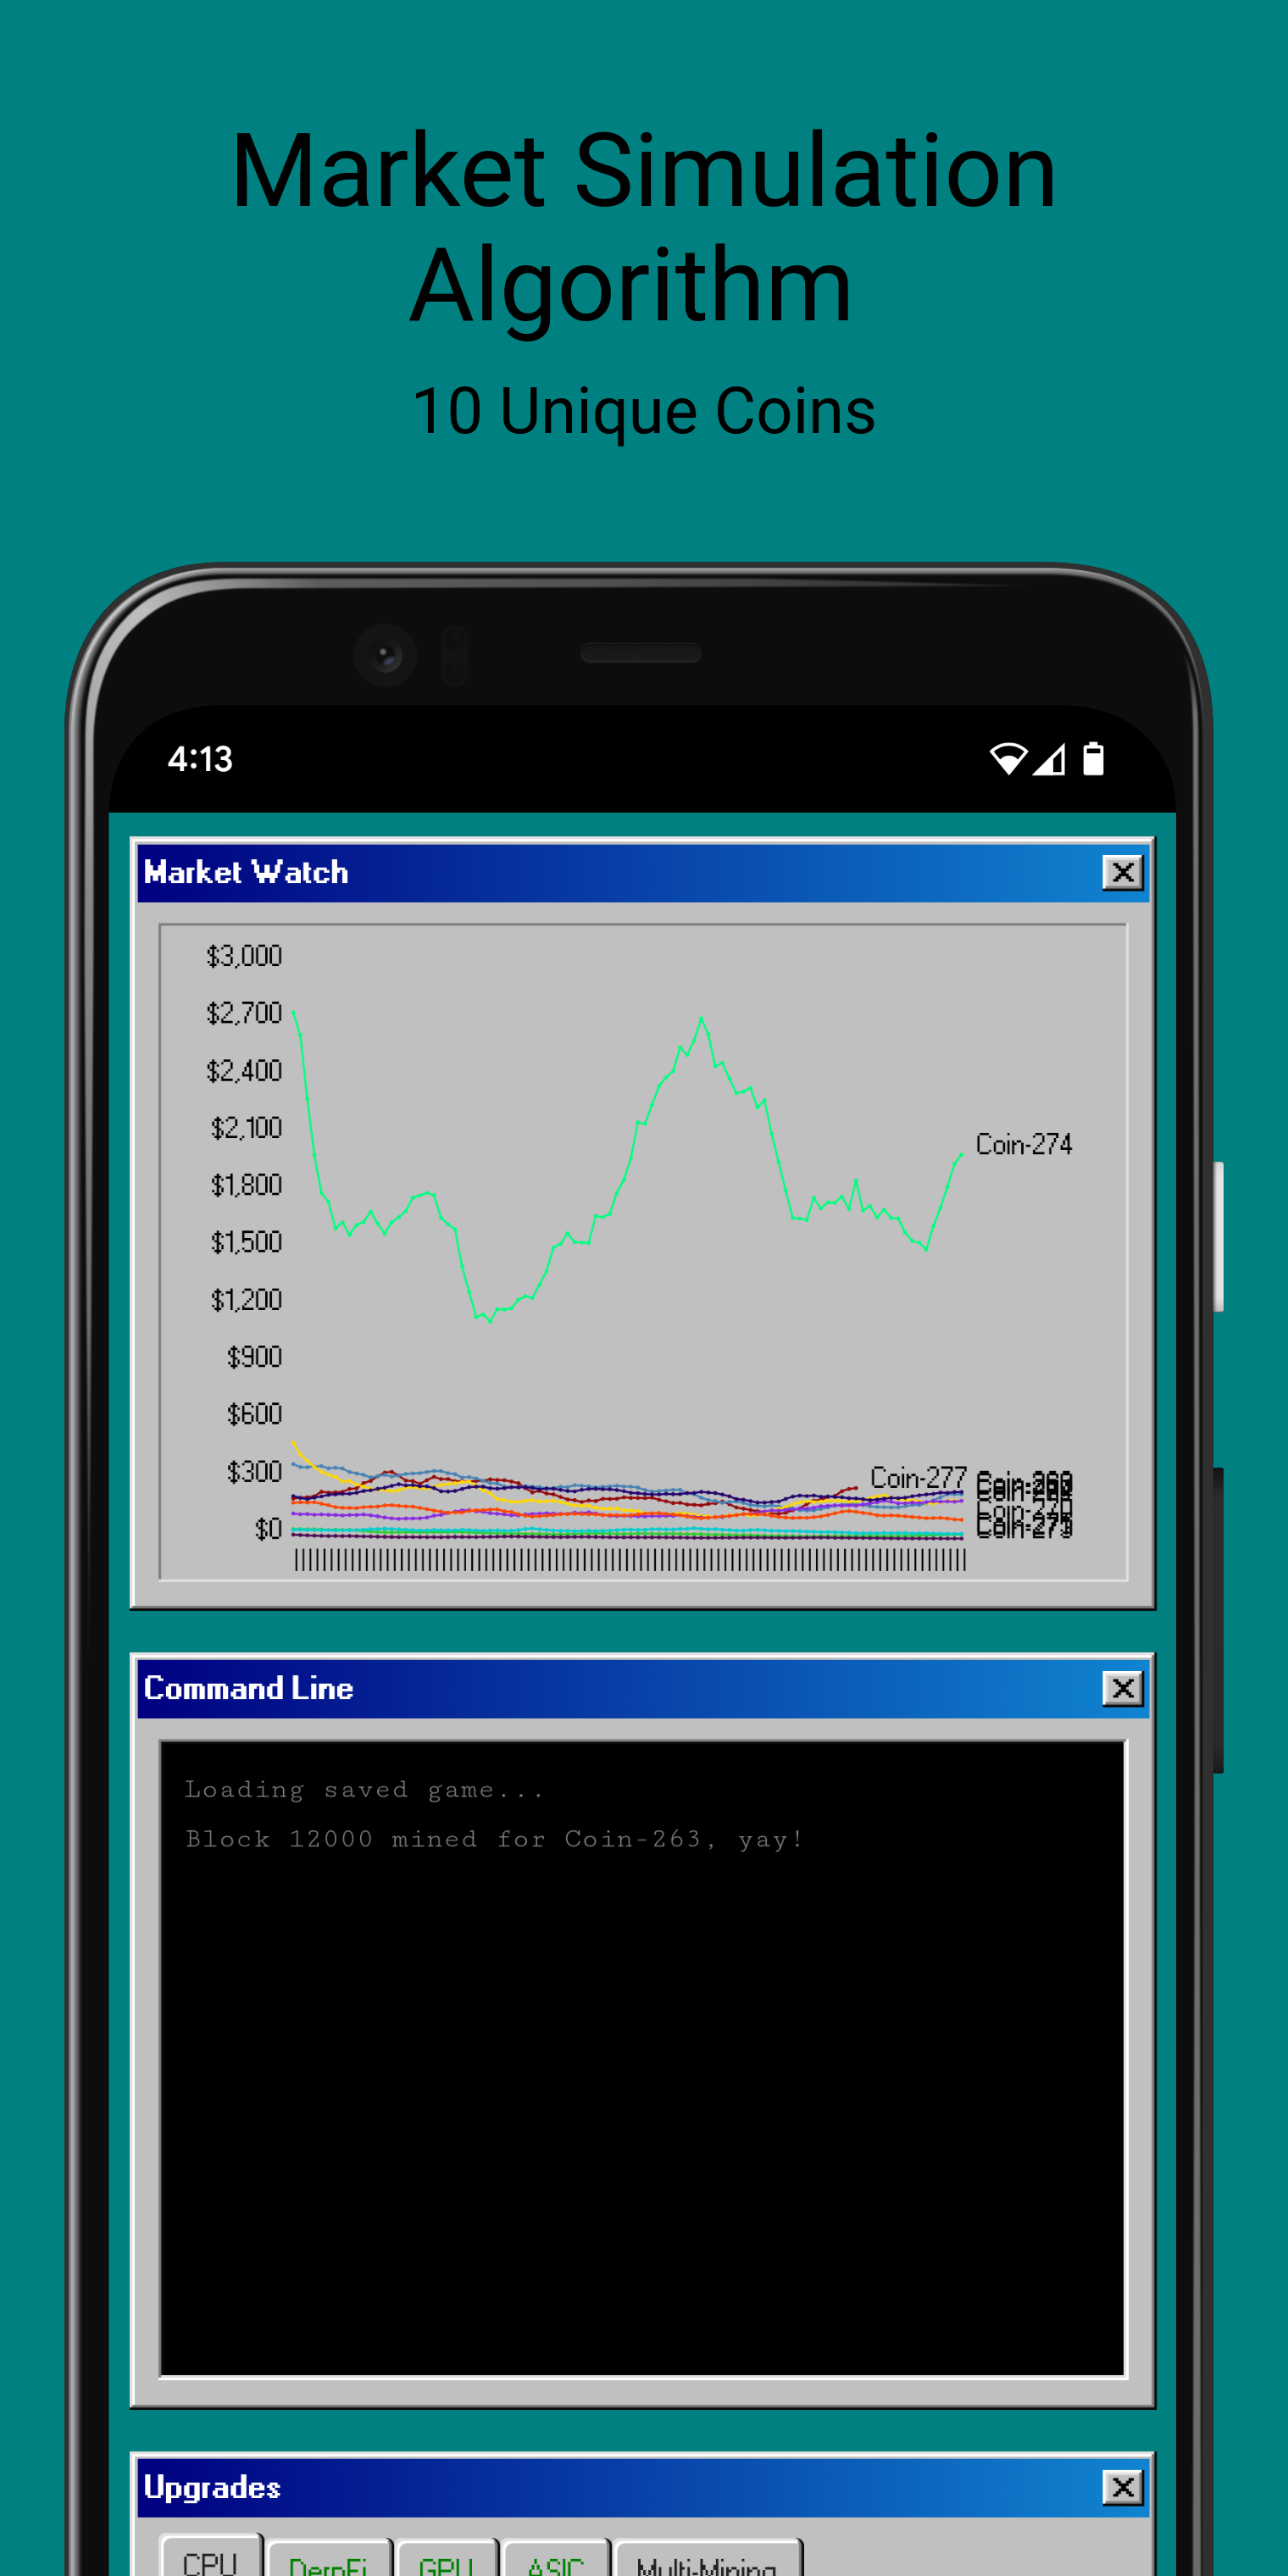 Market Simulation
Algorithm
10 Unique Coins
4:13
Market Watch
$3,000
$2,700
$2,400
$2,100
$1,800
$1,500
$1,200
$900
$600
$300
$0
Coin-274
Coin-277
Command Line
Loading saved game...
Block 12000 mined for Coin-263, yay!
Upgrades
CPU DerpFi GPU ASIC Multi-Mining